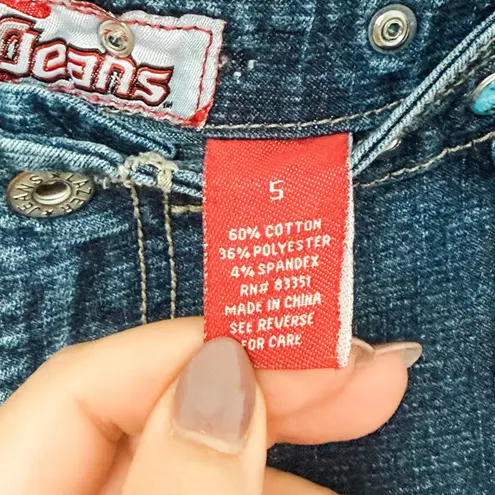 Jeans
5
60% COTTON
36% POLYESTER
4% SPANDEX
RN# 83351
MADE IN CHINA
SEE REVERSE
FOR CARE